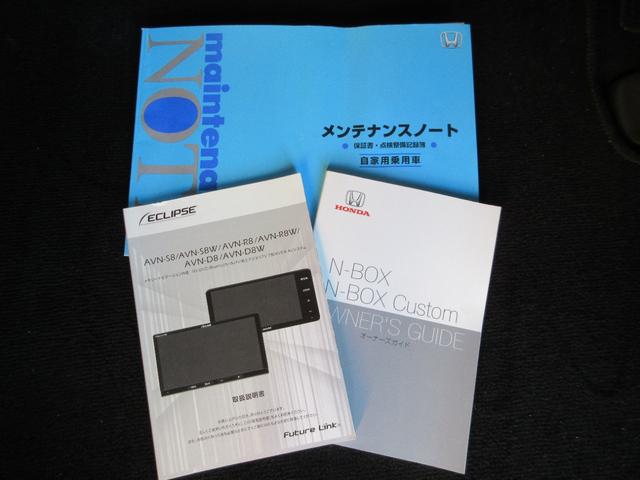 maintena
NOT
メンテナンスノート
● 保証書・点検整備記録簿 ●
自家用乗用車
ECLIPSE
AVN-S8/AVN-S8W/AVN-R8/AVN-R8W/
AVN-D8/AVN-D8W
取扱説明書
Future Link
HONDA
N-BOX
N-BOX Custom
OWNER'S GUIDE
オーナーズガイド